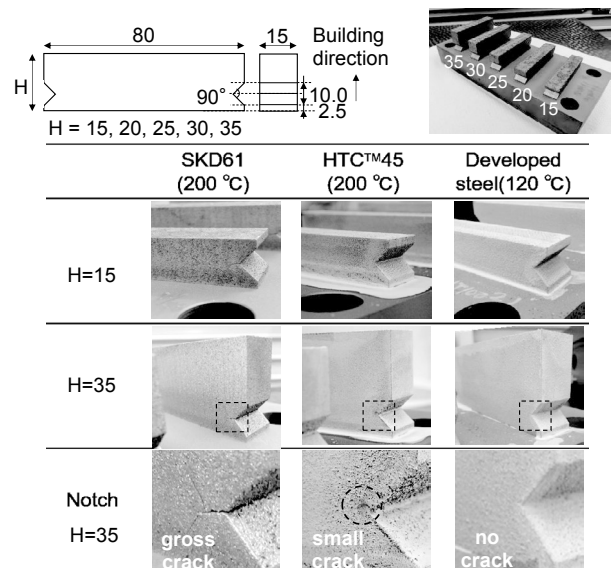 80
15
Building
direction
H
90°
10.0
2.5
H = 15, 20, 25, 30, 35
35
30
25
20
15
SKD61
(200 ℃)
HTC™45
(200 ℃)
Developed
steel(120 ℃)
H=15
H=35
Notch
H=35
gross
crack
small
crack
no
crack